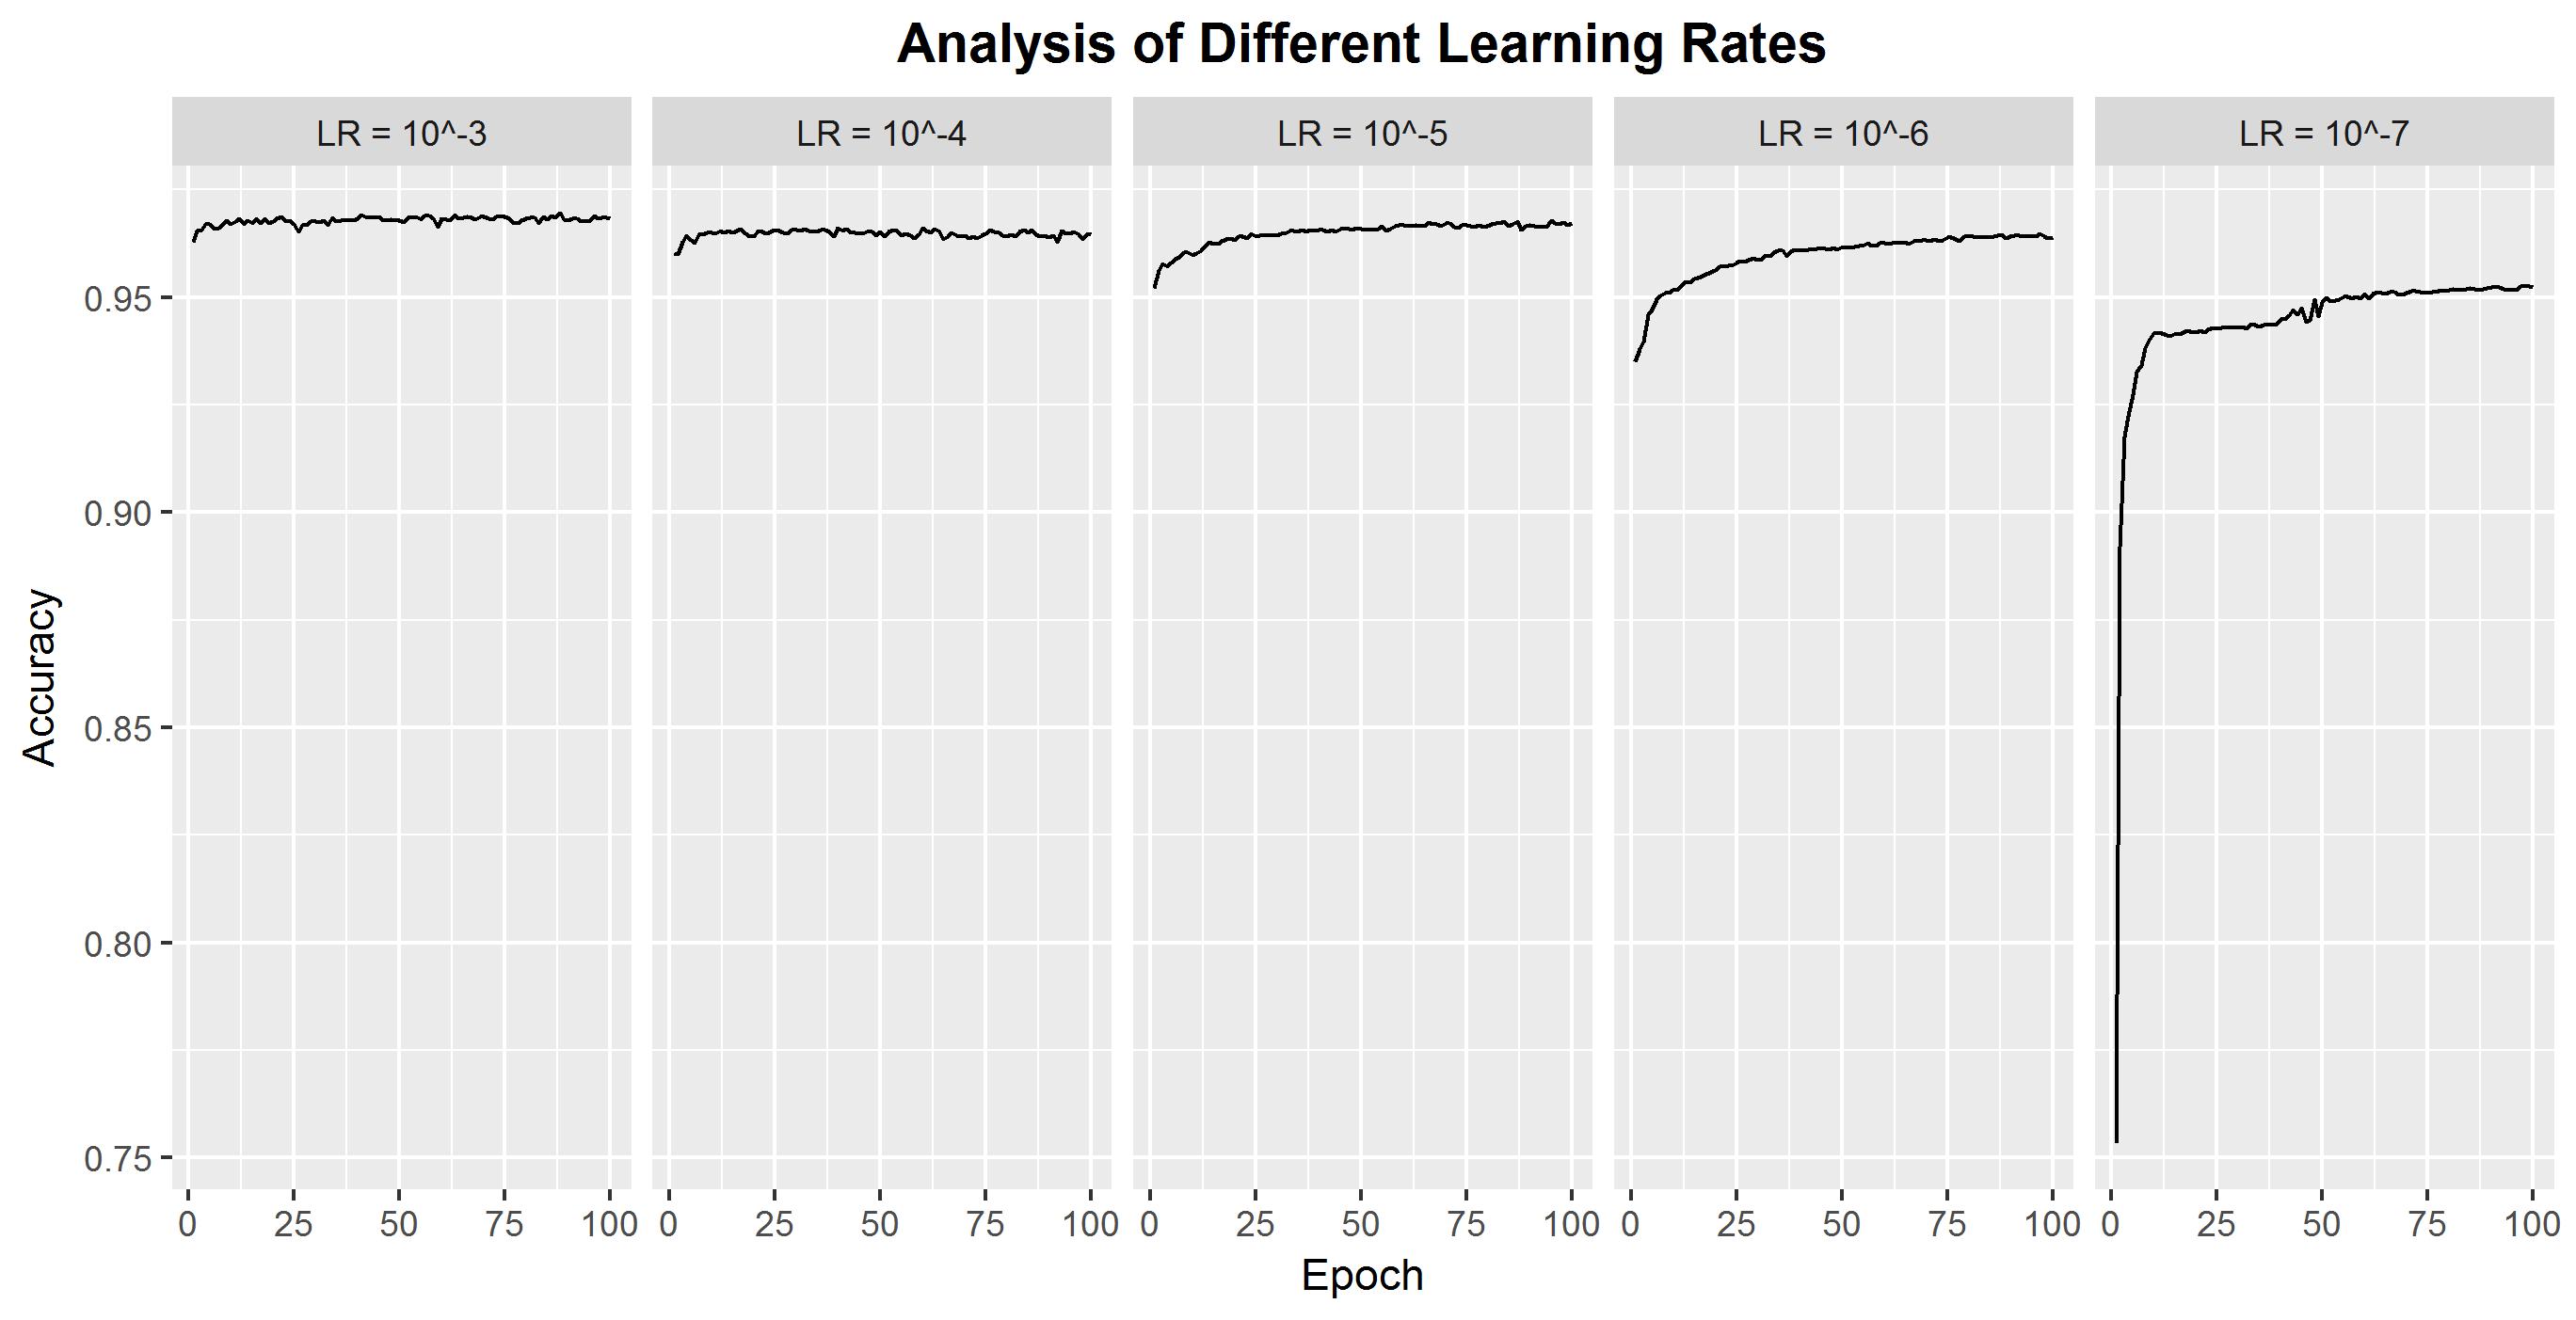 Analysis of Different Learning Rates
LR = 10^-3
LR = 10^-4
LR = 10^-5
LR = 10^-6
LR = 10^-7
Accuracy
0.95
0.90
0.85
0.80
0.75
0 25 50 75 100
0 25 50 75 100
0 25 50 75 100
0 25 50 75 100
0 25 50 75 100
Epoch